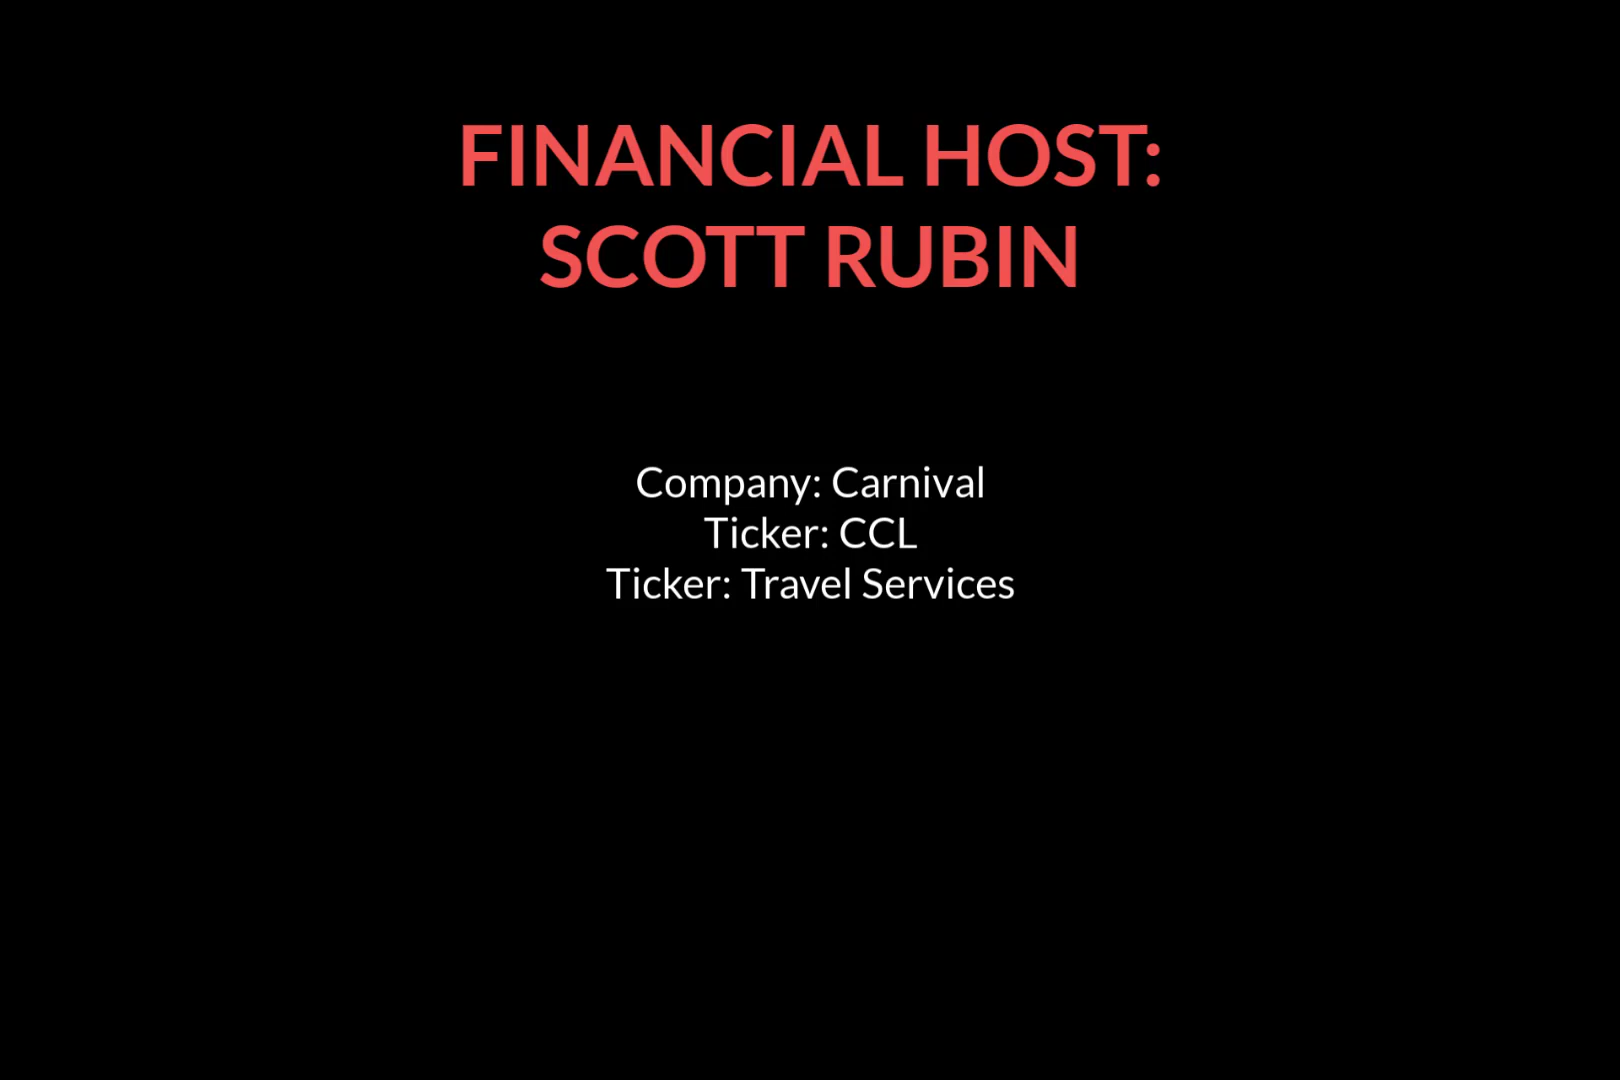 FINANCIAL HOST:
SCOTT RUBIN
Company: Carnival
Ticker: CCL
Ticker: Travel Services